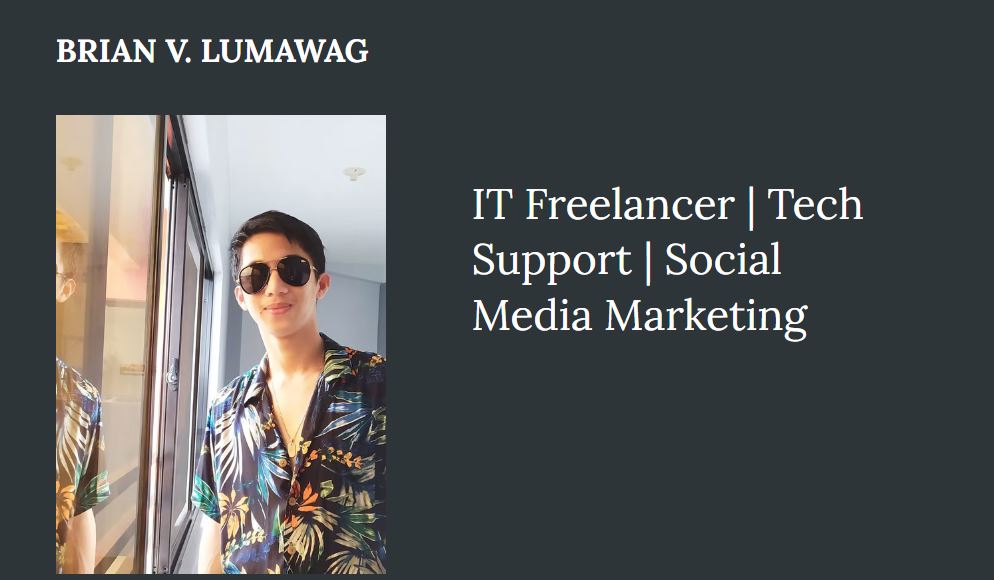 BRIAN V. LUMAWAG
IT Freelancer | Tech
Support | Social
Media Marketing